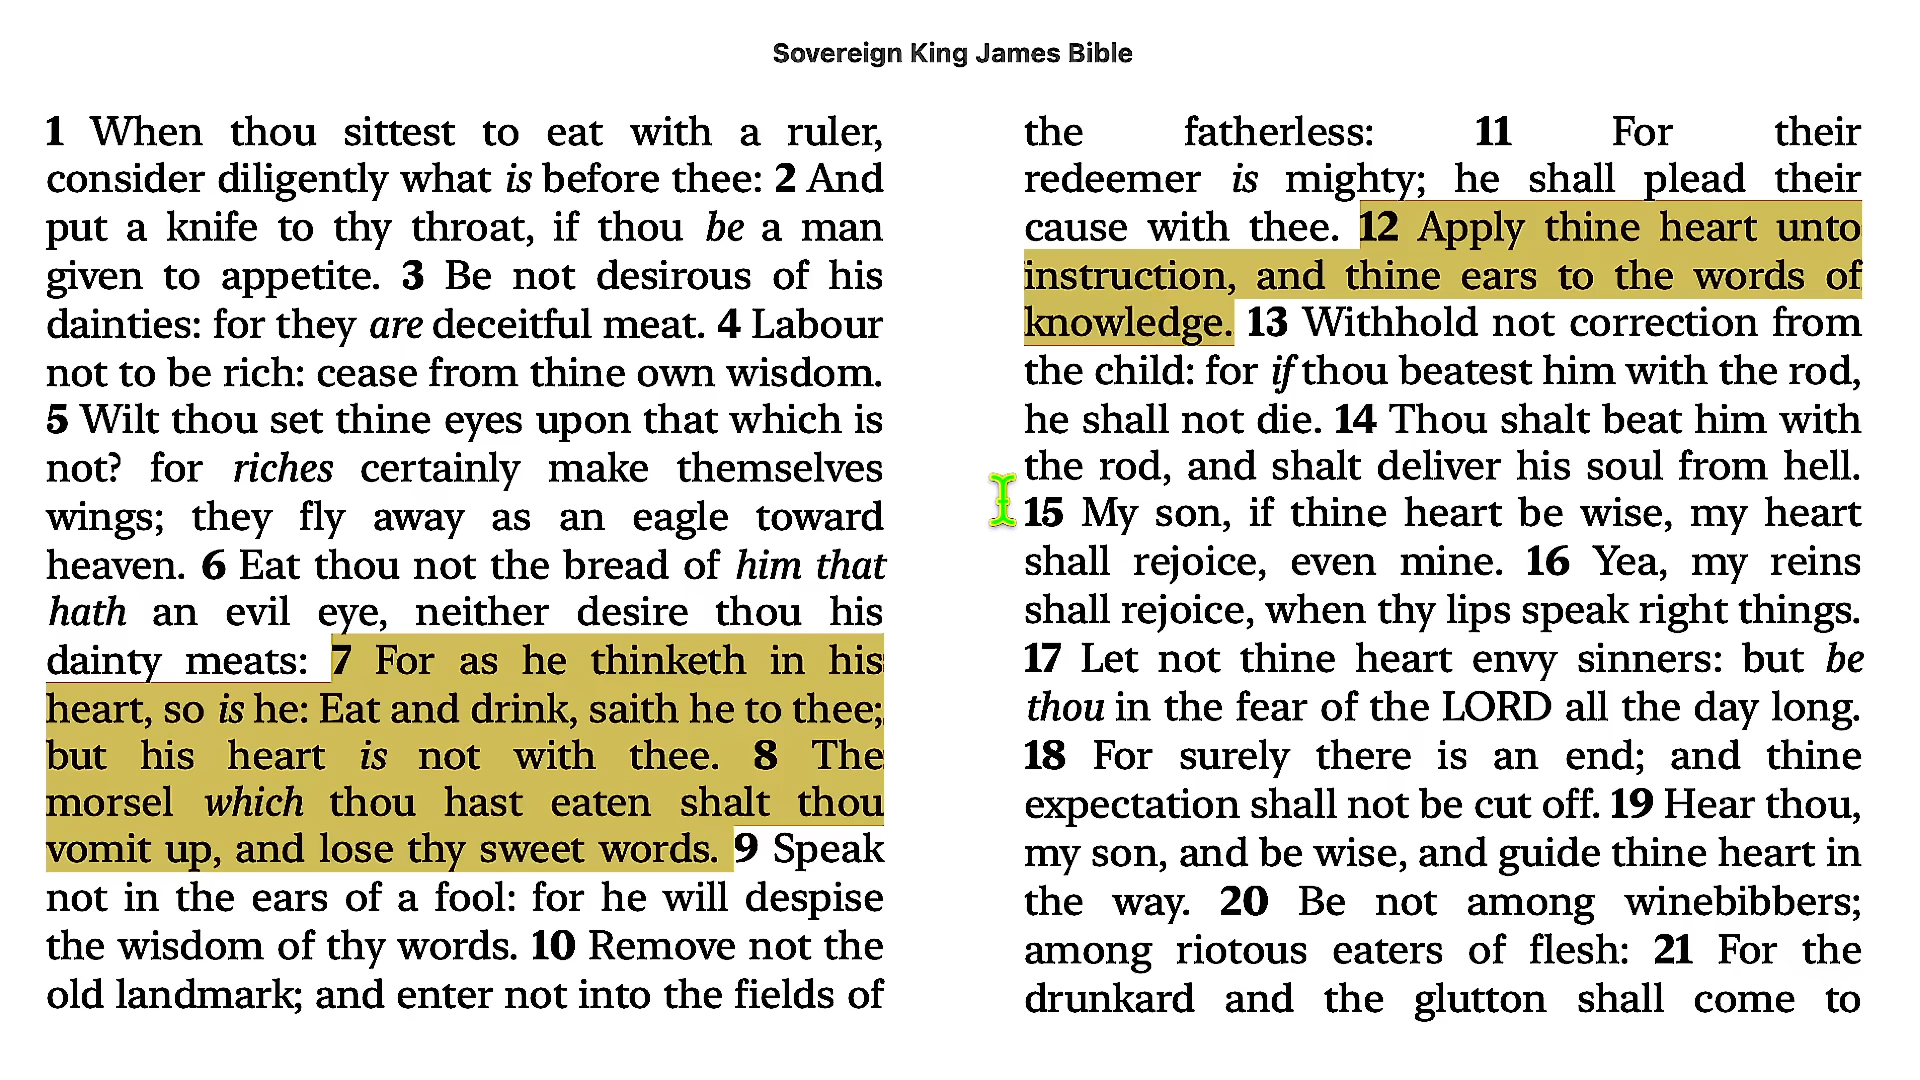 Sovereign King James Bible
1 When thou sittest to eat with a ruler,
consider diligently what is before thee: 2 And
put a knife to thy throat, if thou be a man
given to appetite. 3 Be not desirous of his
dainties: for they are deceitful meat. 4 Labour
not to be rich: cease from thine own wisdom.
5 Wilt thou set thine eyes upon that which is
not? for riches certainly make themselves
wings; they fly away as an eagle toward
heaven. 6 Eat thou not the bread of him that
hath an evil eye, neither desire thou his
dainty meats: 7 For as he thinketh in his
heart, so is he: Eat and drink, saith he to thee;
but his heart is not with thee. 8 The
morsel which thou hast eaten shalt thou
vomit up, and lose thy sweet words. 9 Speak
not in the ears of a fool: for he will despise
the wisdom of thy words. 10 Remove not the
old landmark; and enter not into the fields of
the fatherless: 11 For their
redeemer is mighty; he shall plead their
cause with thee. 12 Apply thine heart unto
instruction, and thine ears to the words of
knowledge. 13 Withhold not correction from
the child: for if thou beatest him with the rod,
he shall not die. 14 Thou shalt beat him with
the rod, and shalt deliver his soul from hell.
15 My son, if thine heart be wise, my heart
shall rejoice, even mine. 16 Yea, my reins
shall rejoice, when thy lips speak right things.
17 Let not thine heart envy sinners: but be
thou in the fear of the LORD all the day long.
18 For surely there is an end; and thine
expectation shall not be cut off. 19 Hear thou,
my son, and be wise, and guide thine heart in
the way. 20 Be not among winebibbers;
among riotous eaters of flesh: 21 For the
drunkard and the glutton shall come to